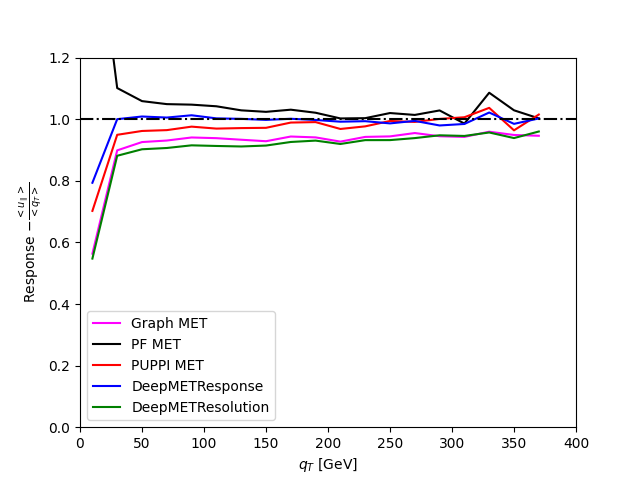 1.2
1.0
0.8
0.6
0.4
0.2
0.0
Response −<u∥>/<qT>
Graph MET
PF MET
PUPPI MET
DeepMETResponse
DeepMETResolution
0 50 100 150 200 250 300 350 400
qT [GeV]